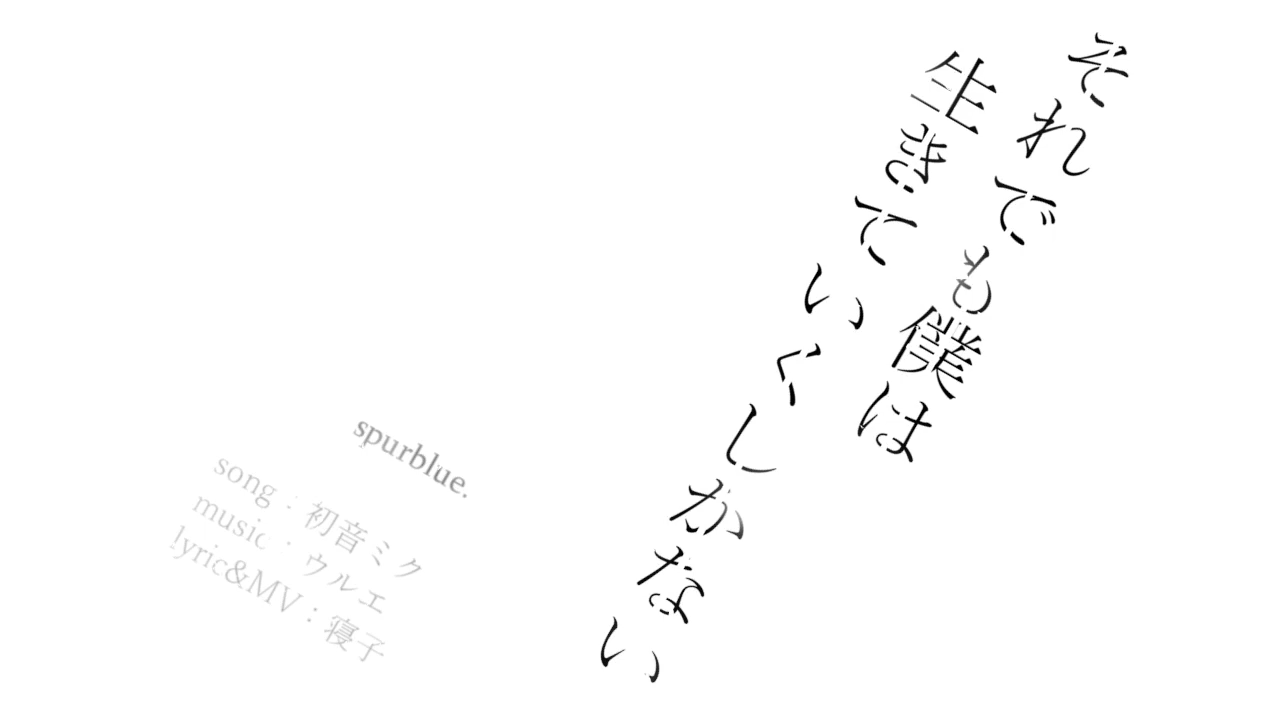 それでも僕は
生きていくしかない
spurblue.
song：初音ミク
music：ウルエ
lyric&MV：寝子